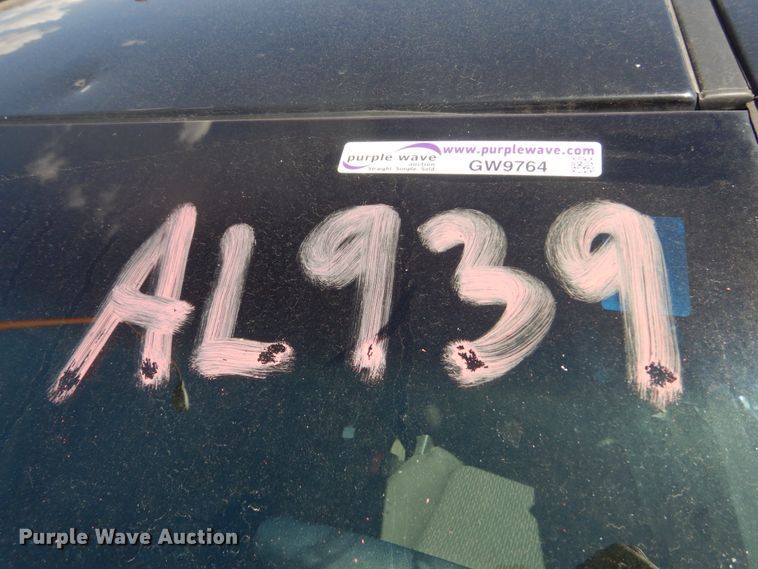 purple wave
auction
Straight. Simple. Sold.
www.purplewave.com
GW9764
AL939
Purple Wave Auction